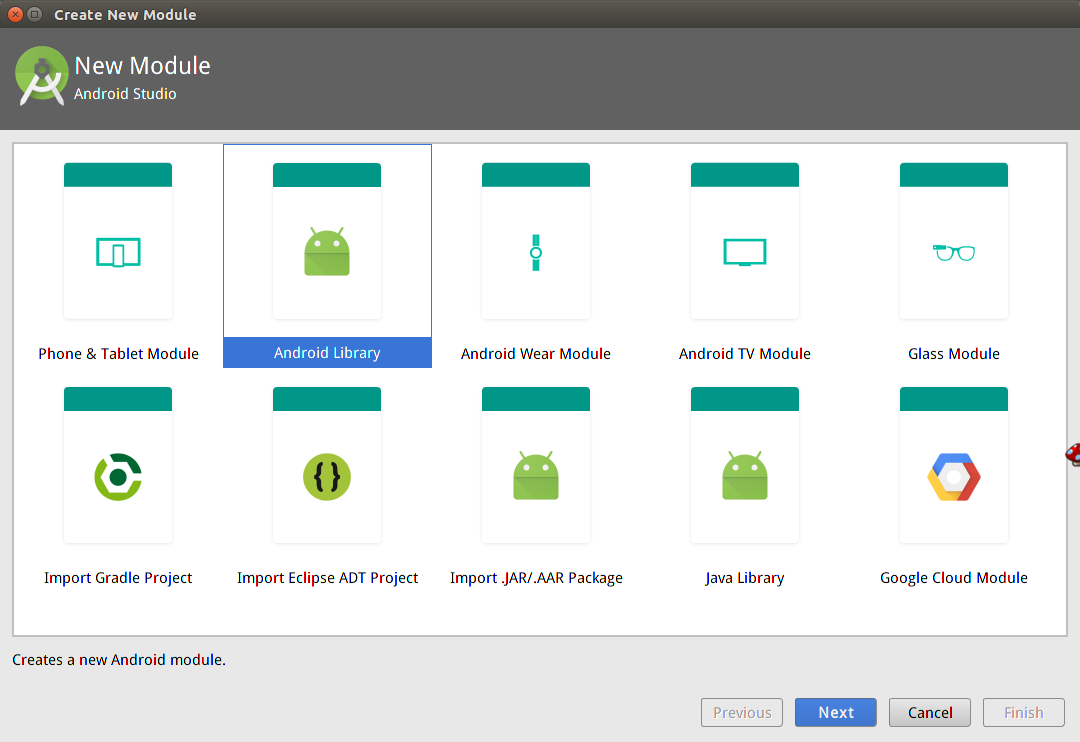 Create New Module
New Module
Android Studio
Phone & Tablet Module
Android Library
Android Wear Module
Android TV Module
Glass Module
{}
Import Gradle Project
Import Eclipse ADT Project
Import .JAR/.AAR Package
Java Library
Google Cloud Module
Creates a new Android module.
Previous
Next
Cancel
Finish